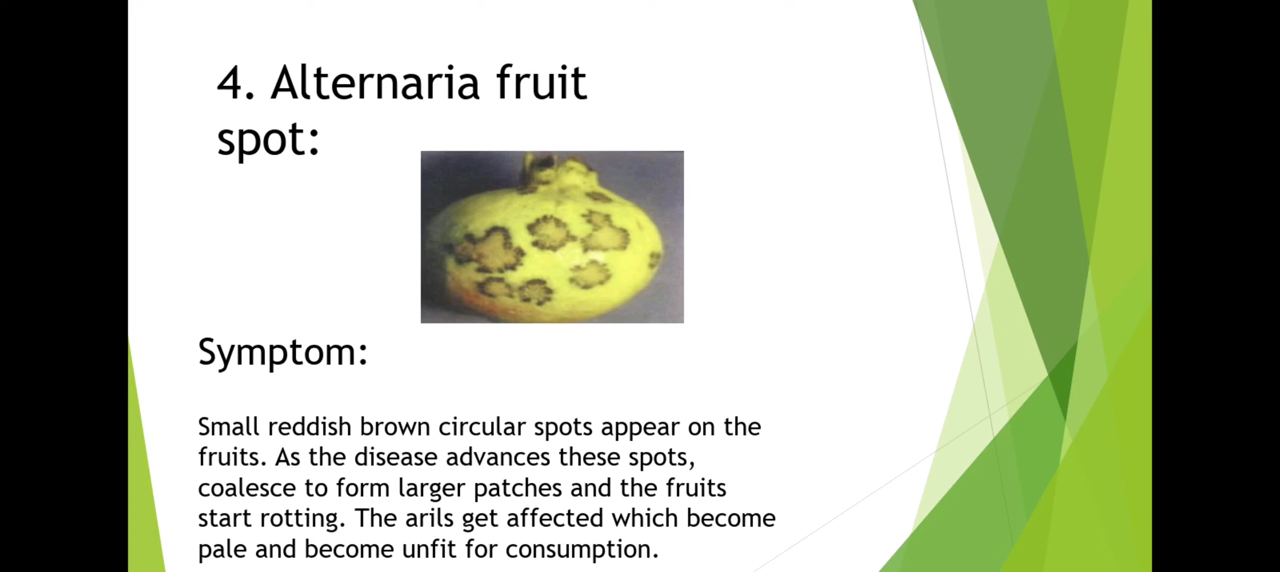 4. Alternaria fruit
spot:
Symptom:
Small reddish brown circular spots appear on the
fruits. As the disease advances these spots,
coalesce to form larger patches and the fruits
start rotting. The arils get affected which become
pale and become unfit for consumption.